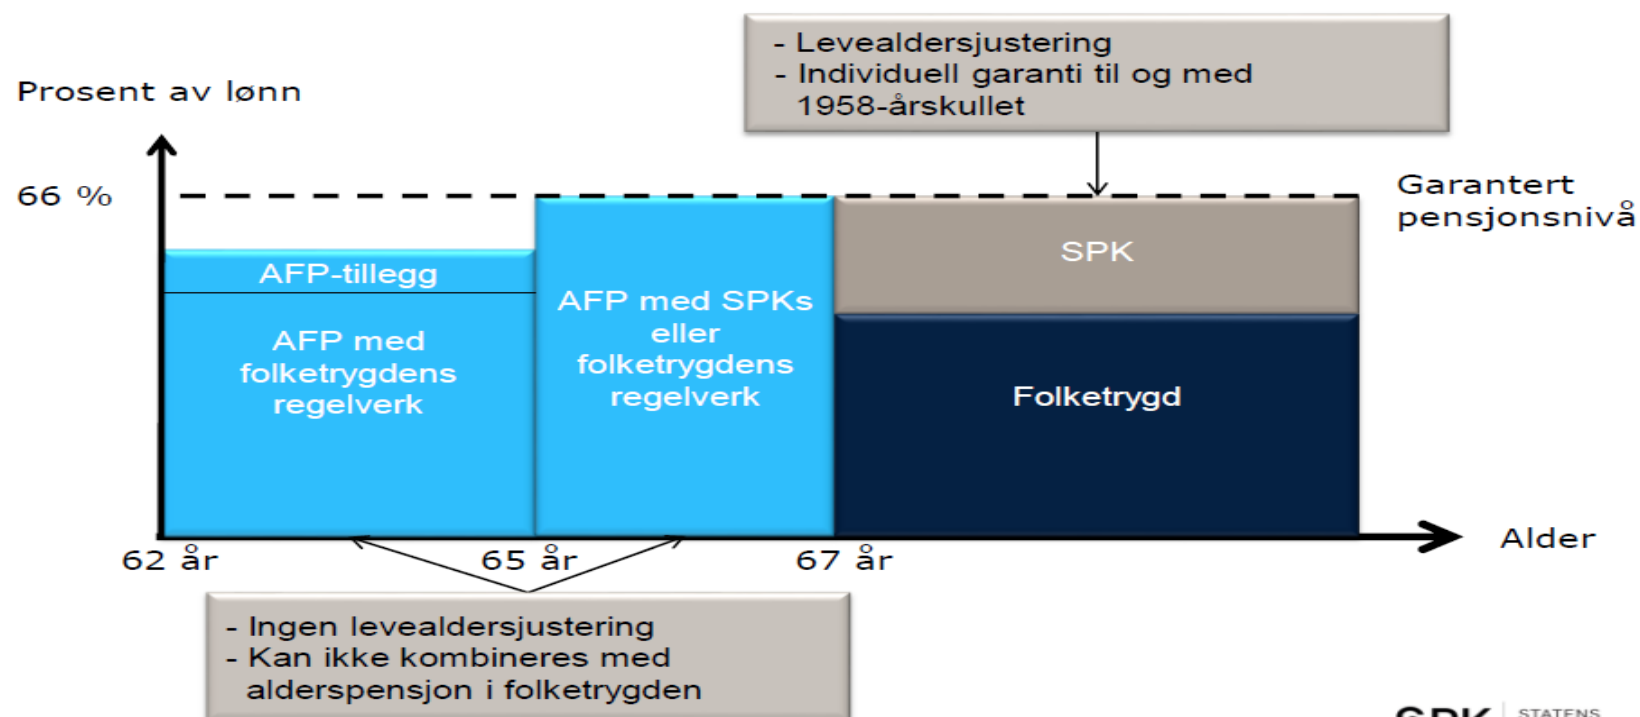 - Levealdersjustering
- Individuell garanti til og med
1958-årskullet
Prosent av lønn
66 %
Garantert
pensjonsnivå
AFP-tillegg
AFP med
folketrygdens
regelverk
AFP med SPKs
eller
folketrygdens
regelverk
SPK
Folketrygd
62 år
65 år
67 år
Alder
- Ingen levealdersjustering
- Kan ikke kombineres med
alderspensjon i folketrygden
SPK
STATENS